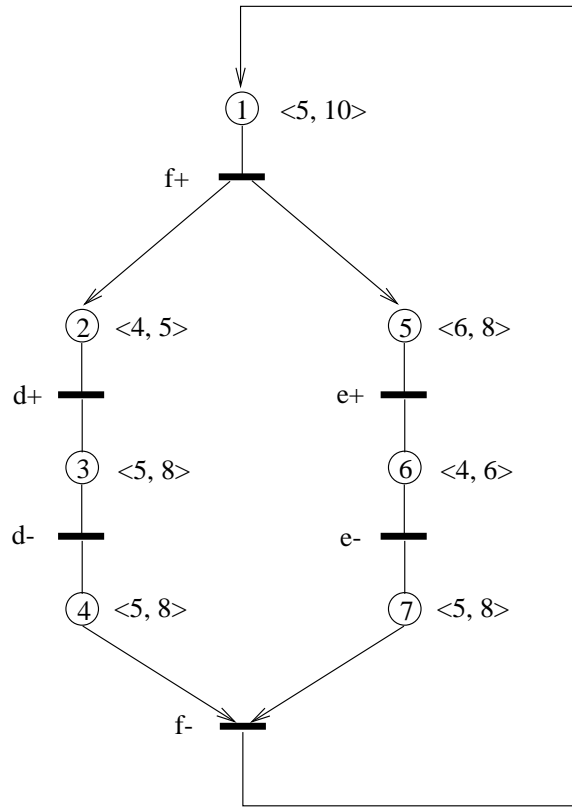 1 <5, 10>
f+
2 <4, 5> 5 <6, 8>
d+ e+
3 <5, 8> 6 <4, 6>
d- e-
4 <5, 8> 7 <5, 8>
f-